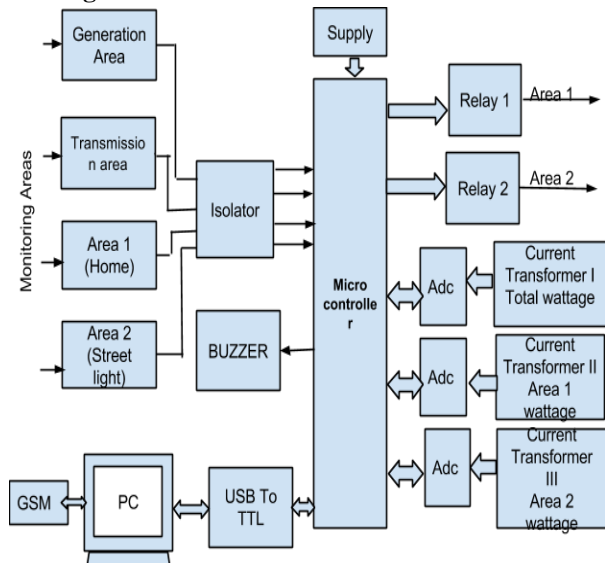 Generation
Area
Supply
Relay 1
Area 1
Transmissio
n area
Isolator
Relay 2
Area 2
Monitoring Areas
Area 1
(Home)
Micro
controlle
r
Adc
Current
Transformer I
Total wattage
Area 2
(Street
light)
BUZZER
Adc
Current
Transformer II
Area 1
wattage
GSM
PC
USB To
TTL
Adc
Current
Transformer
III
Area 2
wattage